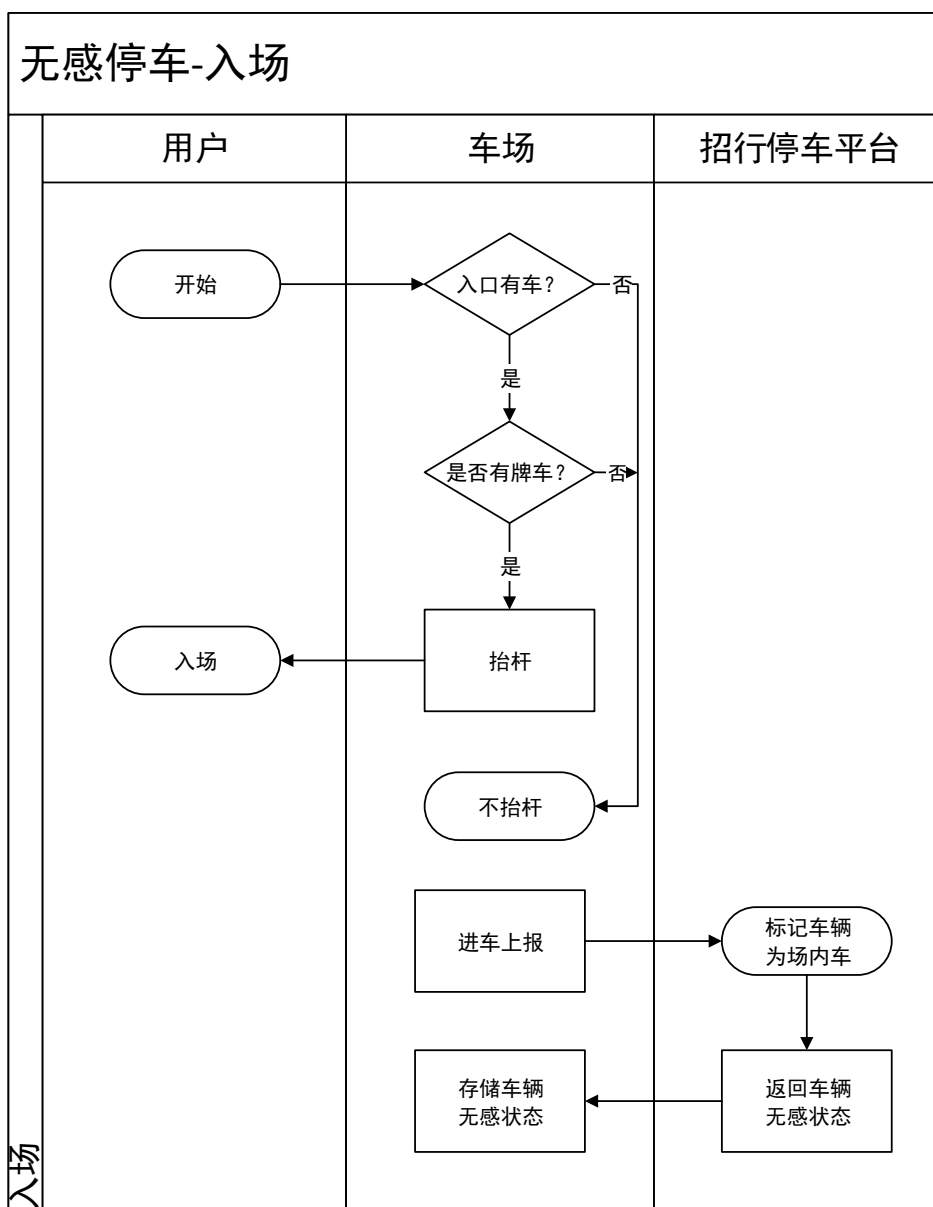 无感停车-入场
用户
车场
招行停车平台
开始
入口有车？
否
是
是否有牌车？
否
是
入场
抬杆
不抬杆
进车上报
标记车辆
为场内车
存储车辆
无感状态
返回车辆
无感状态
入场